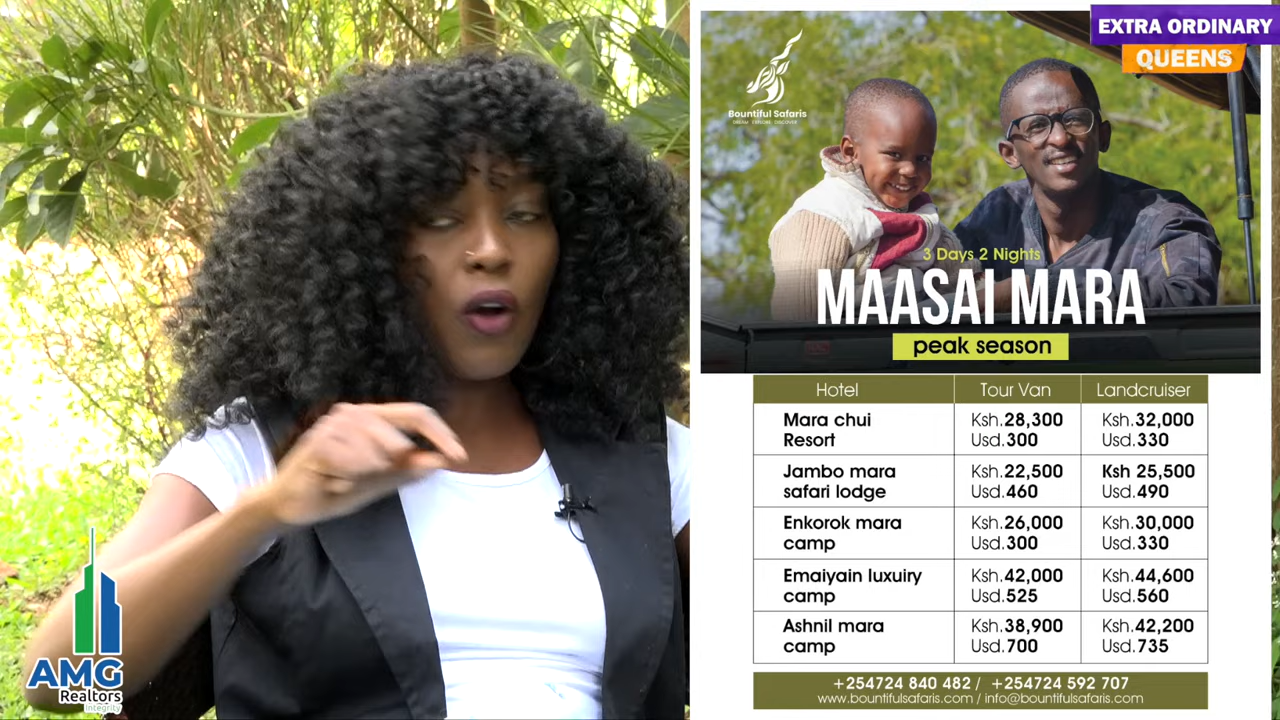 EXTRA ORDINARY
QUEENS
Bountiful Safaris
3 Days 2 Nights
MAASAI MARA
peak season
Hotel Tour Van Landcruiser
Mara chui Ksh.28,300 Ksh.32,000
Resort Usd.300 Usd.330
Jambo mara Ksh.22,500 Ksh 25,500
safari lodge Usd.460 Usd.490
Enkorok mara Ksh.26,000 Ksh.30,000
camp Usd.300 Usd.330
Emaiyain luxuiry Ksh.42,000 Ksh.44,600
camp Usd.525 Usd.560
Ashnil mara Ksh.38,900 Ksh.42,200
camp Usd.700 Usd.735
+254724 840 482 / +254724 592 707
www.bountifulsafaris.com / info@bountifulsafaris.com
AMG
Realtors
Integrity